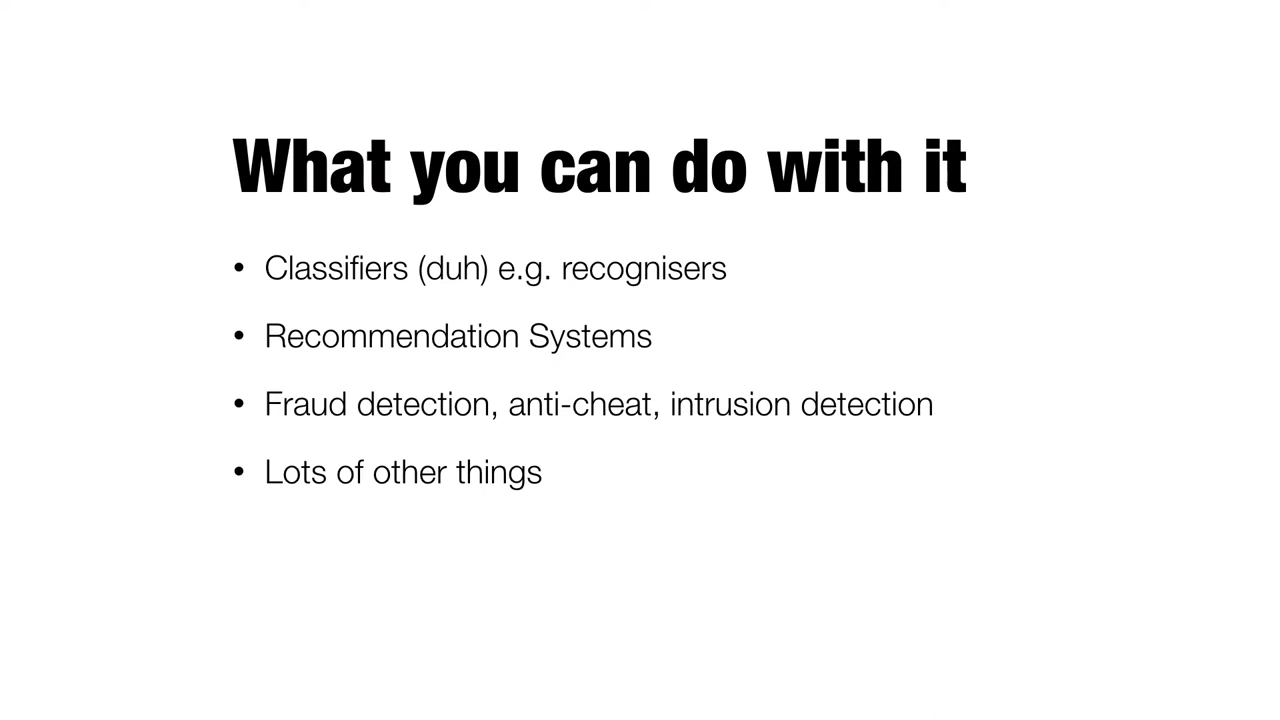 What you can do with it
• Classifiers (duh) e.g. recognisers
• Recommendation Systems
• Fraud detection, anti-cheat, intrusion detection
• Lots of other things